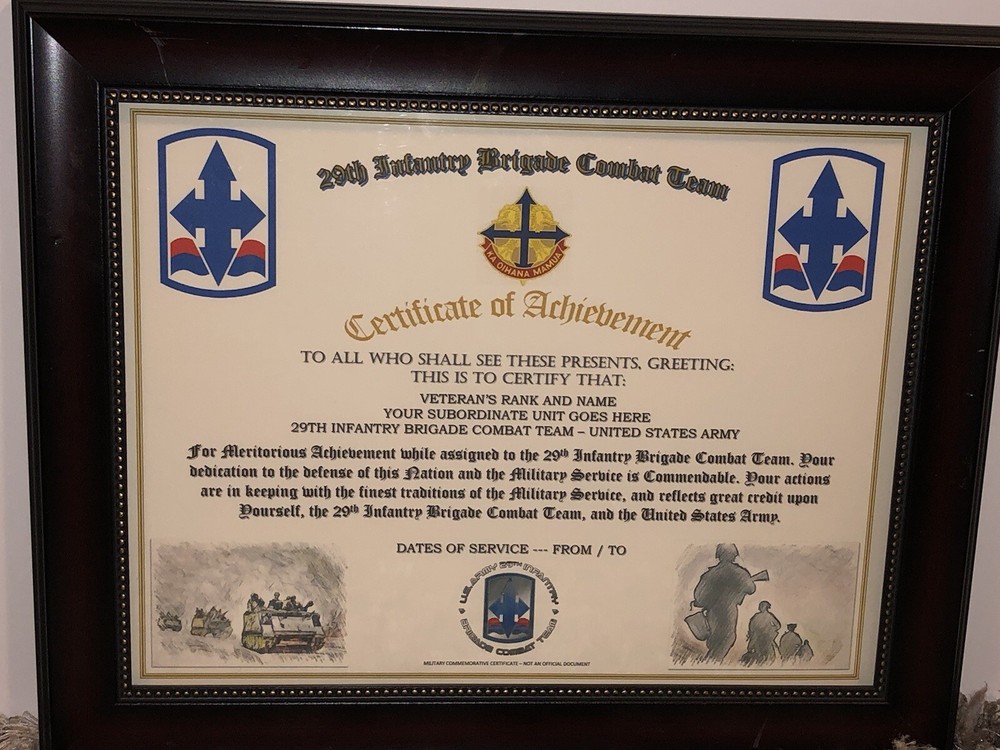 29th Infantry Brigade Combat Team
KA OIHANA MAMUA
Certificate of Achievement
TO ALL WHO SHALL SEE THESE PRESENTS, GREETING:
THIS IS TO CERTIFY THAT:
VETERAN'S RANK AND NAME
YOUR SUBORDINATE UNIT GOES HERE
29TH INFANTRY BRIGADE COMBAT TEAM – UNITED STATES ARMY
For Meritorious Achievement while assigned to the 29th Infantry Brigade Combat Team. Your
dedication to the defense of this Nation and the Military Service is Commendable. Your actions
are in keeping with the finest traditions of the Military Service, and reflects great credit upon
Yourself, the 29th Infantry Brigade Combat Team, and the United States Army.
DATES OF SERVICE --- FROM / TO
U.S. ARMY 29TH INFANTRY
BRIGADE COMBAT TEAM
MILITARY COMMEMORATIVE CERTIFICATE – NOT AN OFFICIAL DOCUMENT